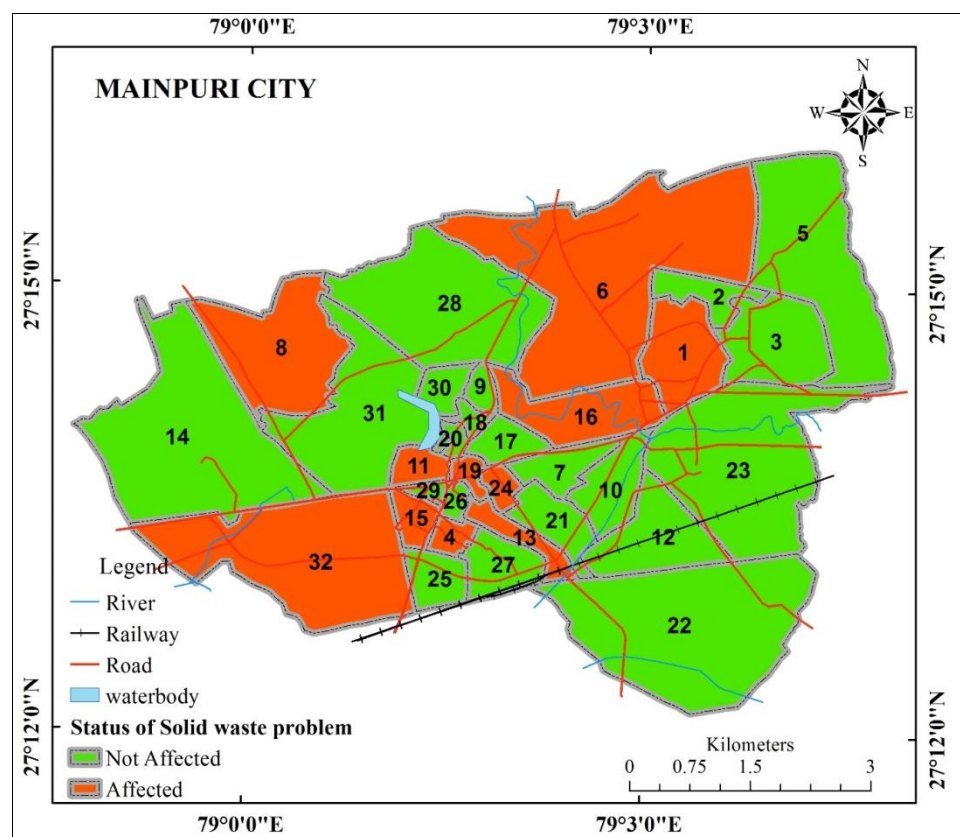 79°0'0"E 79°3'0"E
MAINPURI CITY
N
W E
S
5
27°15'0"N 27°15'0"N
6
2
28
3
8
1
30 9
16
31 18
14 20 17
11 19 7 23
29 26 24 10
15 21
4 13 12
32 27
25
22
Legend
River
Railway
Road
waterbody
Status of Solid waste problem
Not Affected
Affected
Kilometers
0 0.75 1.5 3
27°12'0"N 27°12'0"N
79°0'0"E 79°3'0"E